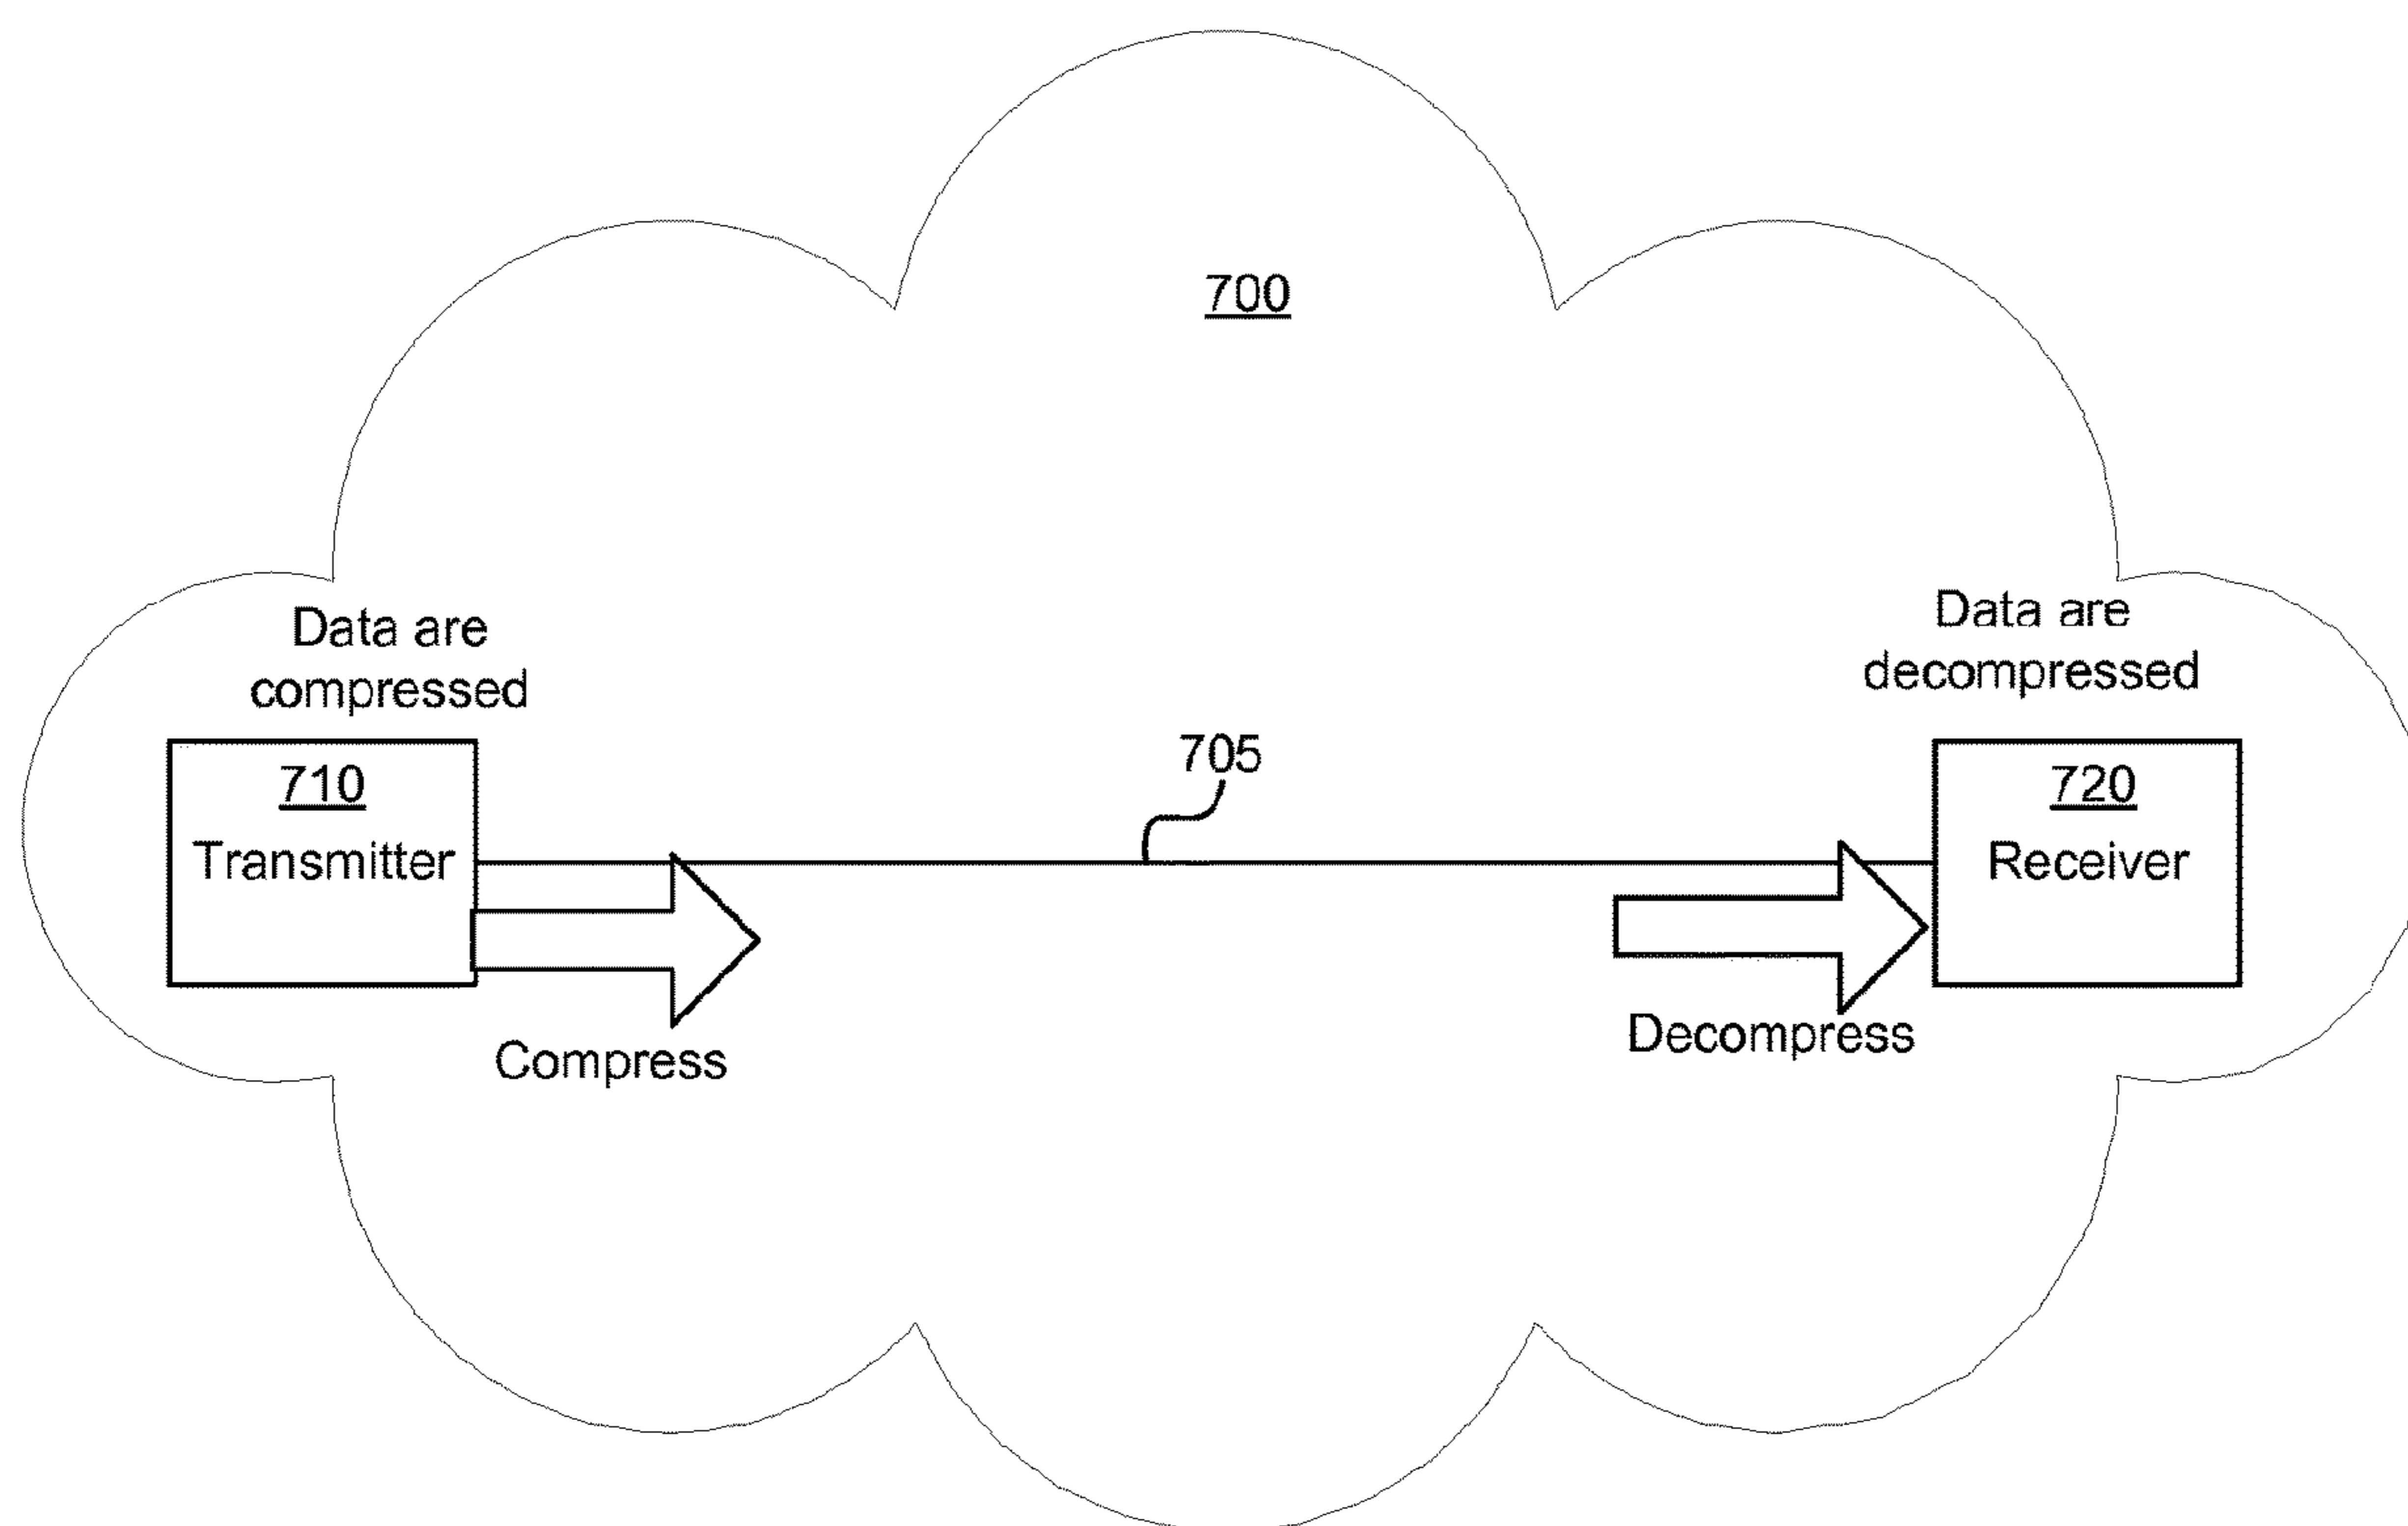 700
Data are
compressed
Data are
decompressed
705
710
Transmitter
720
Receiver
Compress
Decompress